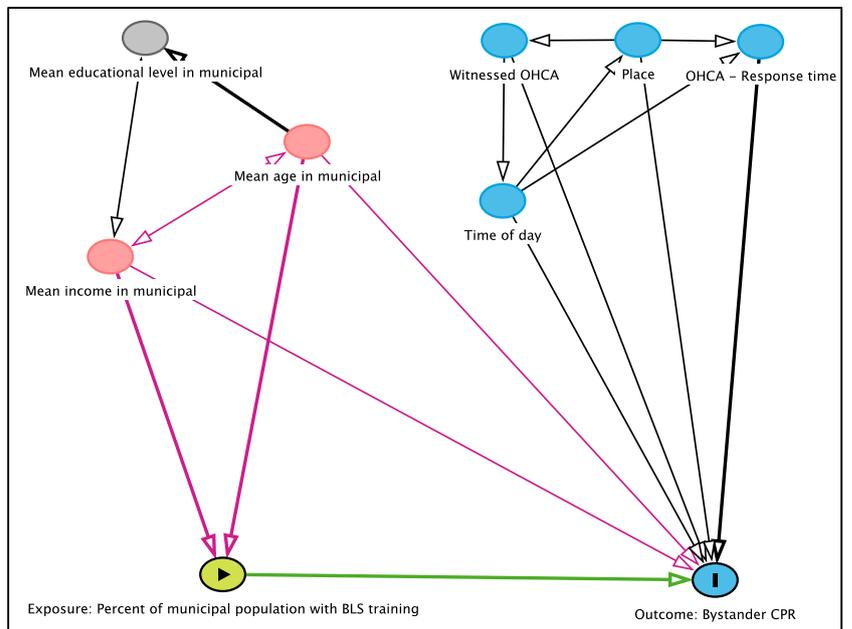 Mean educational level in municipal
Witnessed OHCA
Place
OHCA - Response time
Mean age in municipal
Time of day
Mean income in municipal
Exposure: Percent of municipal population with BLS training
Outcome: Bystander CPR